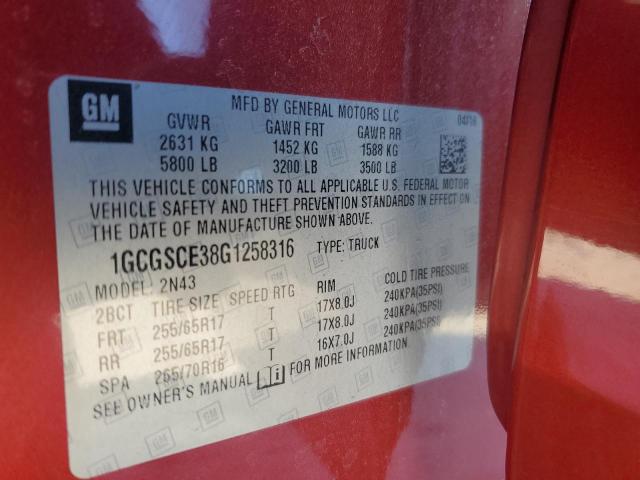 GM
MFD BY GENERAL MOTORS LLC 04/16
GVWR GAWR FRT GAWR RR
2631 KG 1452 KG 1588 KG
5800 LB 3200 LB 3500 LB
THIS VEHICLE CONFORMS TO ALL APPLICABLE U.S. FEDERAL MOTOR
VEHICLE SAFETY AND THEFT PREVENTION STANDARDS IN EFFECT ON
THE DATE OF MANUFACTURE SHOWN ABOVE.
1GCGSCE38G1258316 TYPE: TRUCK
MODEL: 2N43
2BCT TIRE SIZE SPEED RTG RIM COLD TIRE PRESSURE
FRT 255/65R17 T 17X8.0J 240KPA(35PSI)
RR 255/65R17 T 17X8.0J 240KPA(35PSI)
SPA 265/70R16 T 16X7.0J 240KPA(35PSI)
SEE OWNER'S MANUAL FOR MORE INFORMATION.